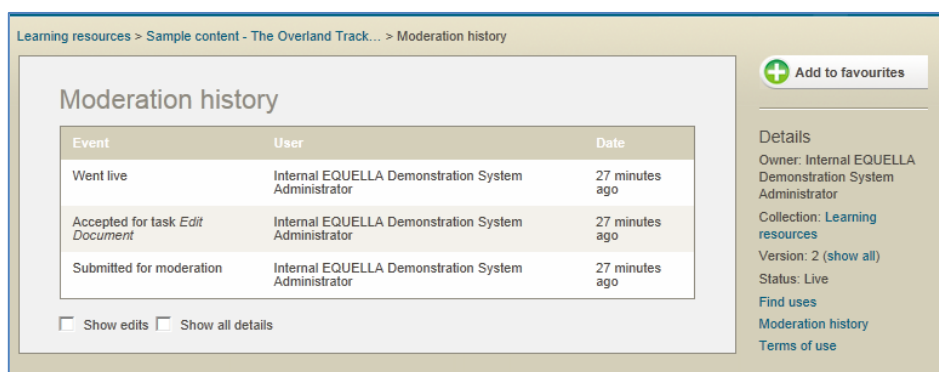 Learning resources > Sample content - The Overland Track... > Moderation history
Add to favourites
Moderation history
Event User Date
Went live Internal EQUELLA Demonstration System 27 minutes
Administrator ago
Accepted for task Edit Internal EQUELLA Demonstration System 27 minutes
Document Administrator ago
Submitted for moderation Internal EQUELLA Demonstration System 27 minutes
Administrator ago
Show edits Show all details
Details
Owner: Internal EQUELLA
Demonstration System
Administrator
Collection: Learning
resources
Version: 2 (show all)
Status: Live
Find uses
Moderation history
Terms of use